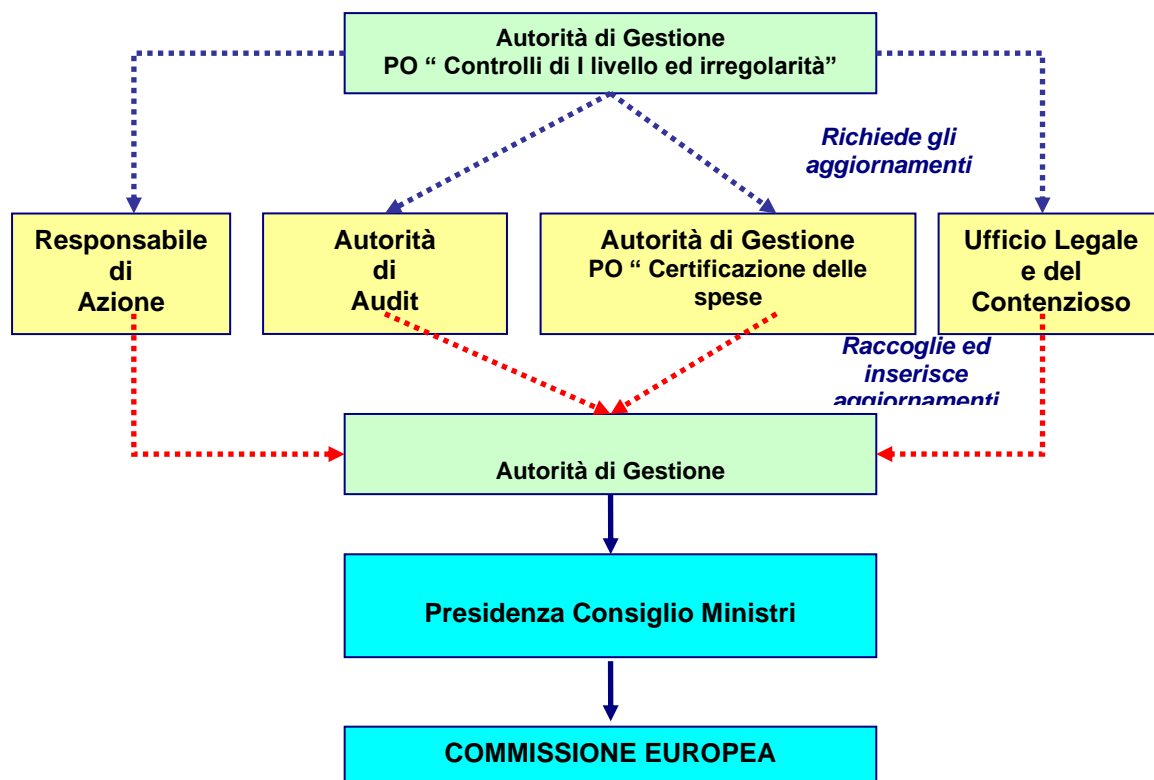 Autorità di Gestione
PO “ Controlli di I livello ed irregolarità”
Richiede gli
aggiornamenti
Responsabile
di
Azione
Autorità
di
Audit
Autorità di Gestione
PO “ Certificazione delle
spese
Ufficio Legale
e del
Contenzioso
Raccoglie ed
inserisce
aggiornamenti
Autorità di Gestione
Presidenza Consiglio Ministri
COMMISSIONE EUROPEA